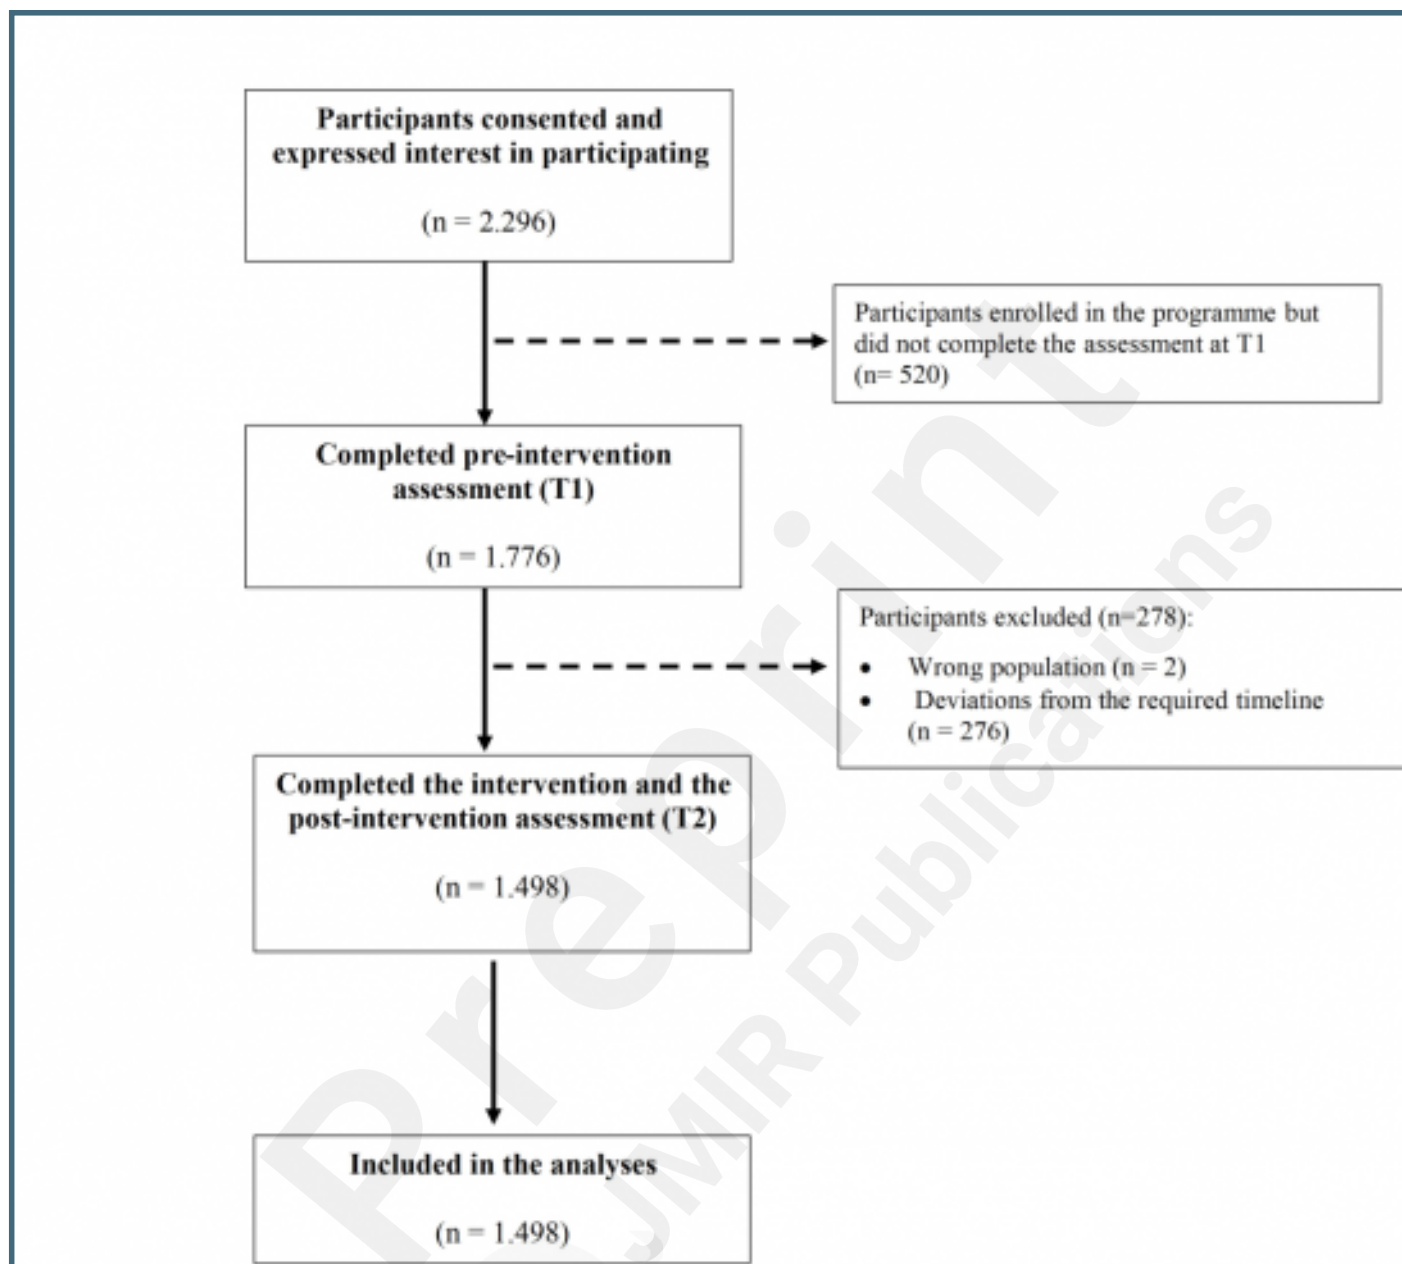 Participants consented and
expressed interest in participating
(n = 2.296)
Participants enrolled in the programme but
did not complete the assessment at T1
(n= 520)
Completed pre-intervention
assessment (T1)
(n = 1.776)
Participants excluded (n=278):
• Wrong population (n = 2)
• Deviations from the required timeline
(n = 276)
Completed the intervention and the
post-intervention assessment (T2)
(n = 1.498)
Included in the analyses
(n = 1.498)
Preprint
JMIR Publications